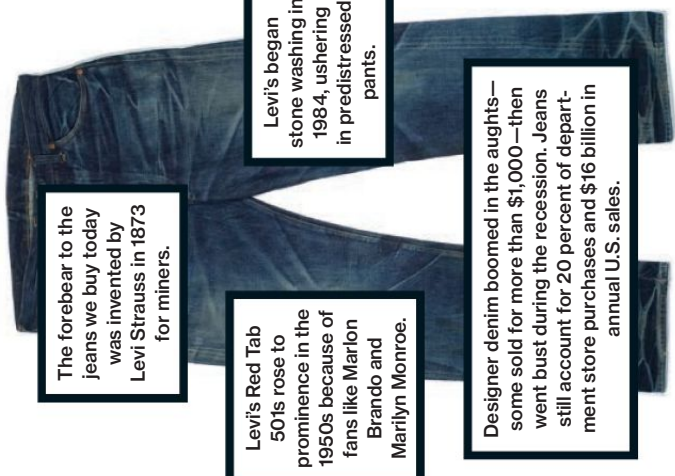 The forebear to the
jeans we buy today
was invented by
Levi Strauss in 1873
for miners.
Levi's Red Tab
501s rose to
prominence in the
1950s because of
fans like Marlon
Brando and
Marilyn Monroe.
Levi's began
stone washing in
1984, ushering
in predistressed
pants.
Designer denim boomed in the aughts—
some sold for more than $1,000—then
went bust during the recession. Jeans
still account for 20 percent of depart-
ment store purchases and $16 billion in
annual U.S. sales.